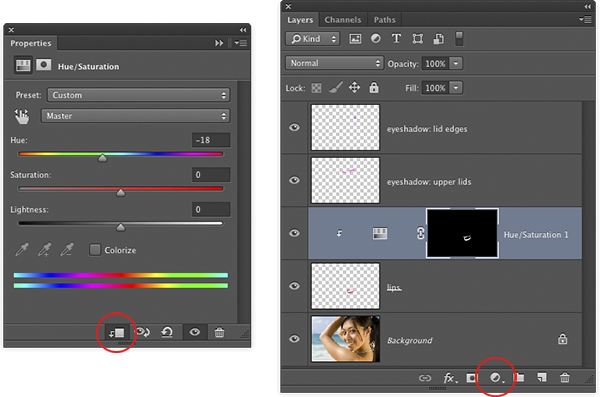 Properties
Hue/Saturation
Preset: Custom
Master
Hue: -18
Saturation: 0
Lightness: 0
Colorize
Layers Channels Paths
Kind
Normal Opacity: 100%
Lock: Fill: 100%
eyeshadow: lid edges
eyeshadow: upper lids
Hue/Saturation 1
lips
Background
fx